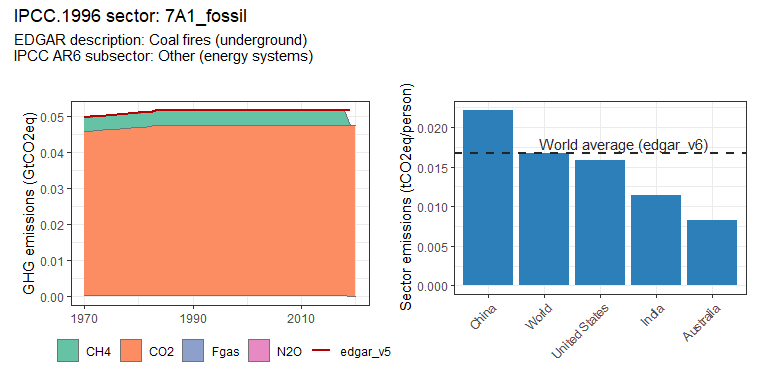 IPCC.1996 sector: 7A1_fossil
EDGAR description: Coal fires (underground)
IPCC AR6 subsector: Other (energy systems)
GHG emissions (GtCO2eq)
0.05
0.04
0.03
0.02
0.01
0.00
1970
1990
2010
CH4
CO2
Fgas
N2O
edgar_v5
Sector emissions (tCO2eq/person)
0.020
0.015
0.010
0.005
0.000
World average (edgar_v6)
China
World
United States
India
Australia